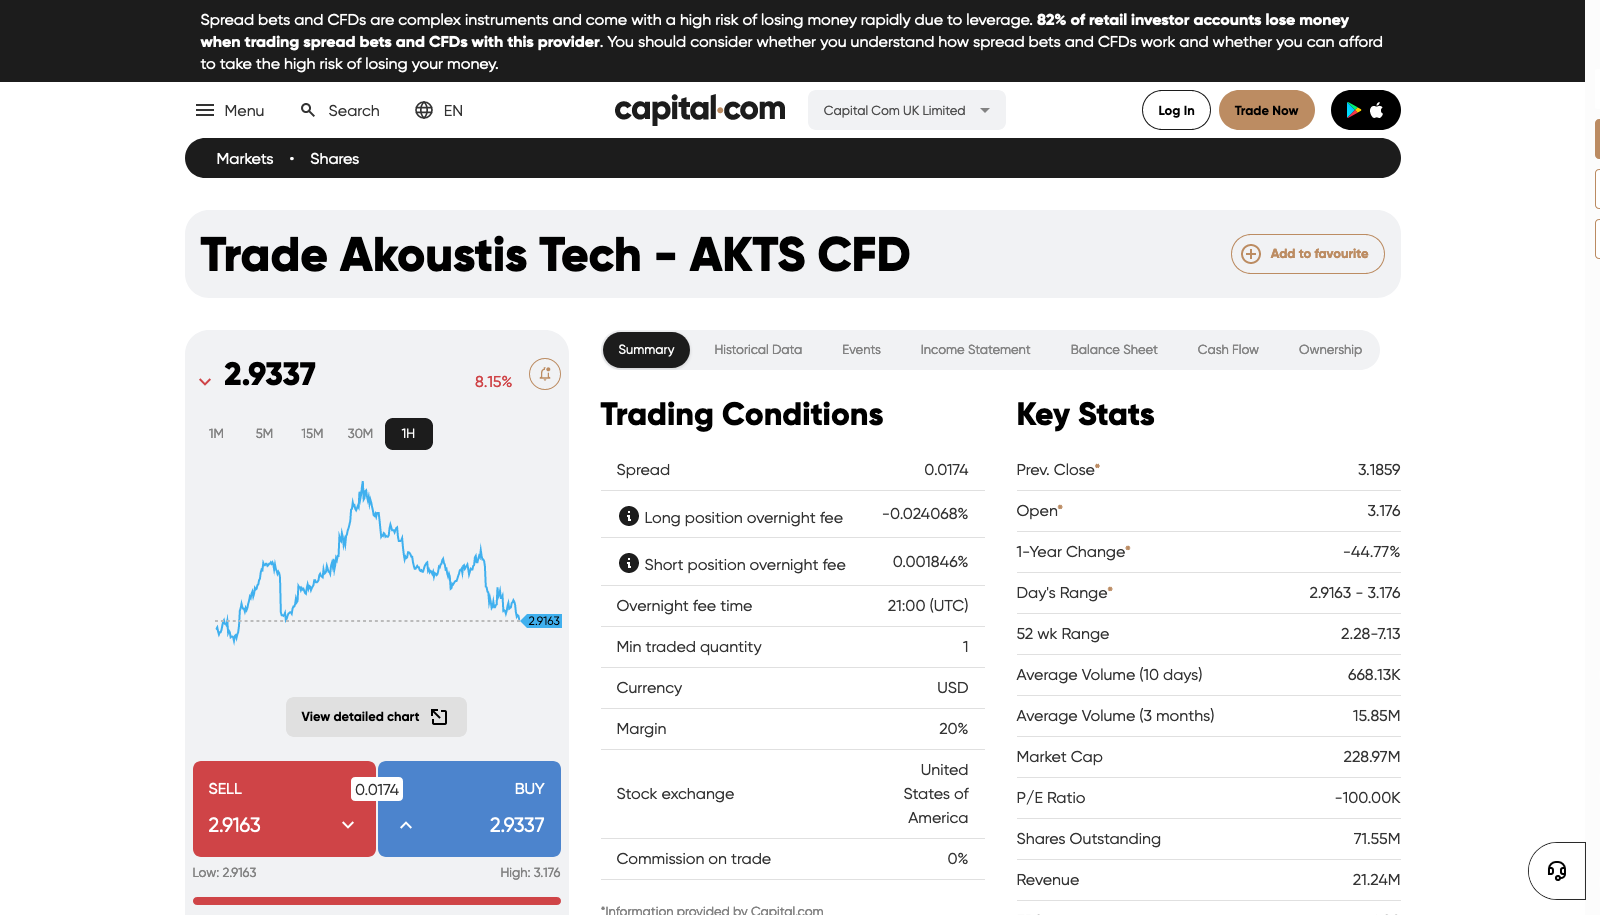 Spread bets and CFDs are complex instruments and come with a high risk of losing money rapidly due to leverage. 82% of retail investor accounts lose money
when trading spread bets and CFDs with this provider. You should consider whether you understand how spread bets and CFDs work and whether you can afford
to take the high risk of losing your money.
Menu Search EN capital.com Capital Com UK Limited Log In Trade Now
Markets • Shares
Trade Akoustis Tech - AKTS CFD Add to favourite
2.9337 8.15%
1M 5M 15M 30M 1H
2.9163
View detailed chart
SELL 0.0174 BUY
2.9163 2.9337
Low: 2.9163 High: 3.176
Summary Historical Data Events Income Statement Balance Sheet Cash Flow Ownership
Trading Conditions
Spread 0.0174
Long position overnight fee -0.024068%
Short position overnight fee 0.001846%
Overnight fee time 21:00 (UTC)
Min traded quantity 1
Currency USD
Margin 20%
Stock exchange United
States of
America
Commission on trade 0%
*Information provided by Capital.com
Key Stats
Prev. Close* 3.1859
Open* 3.176
1-Year Change* -44.77%
Day's Range* 2.9163 - 3.176
52 wk Range 2.28-7.13
Average Volume (10 days) 668.13K
Average Volume (3 months) 15.85M
Market Cap 228.97M
P/E Ratio -100.00K
Shares Outstanding 71.55M
Revenue 21.24M